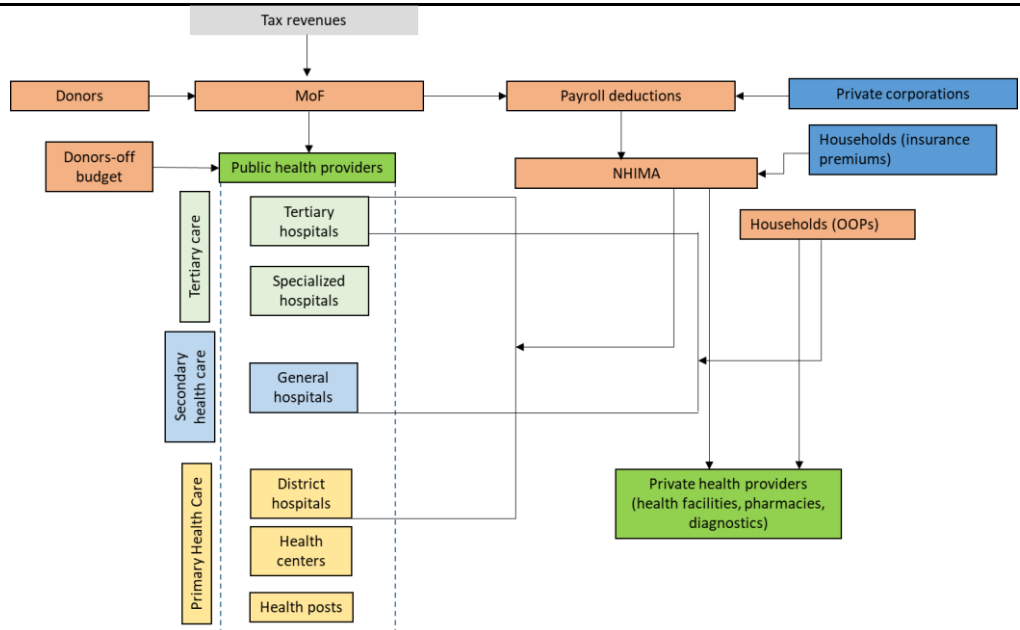 Tax revenues
Donors
MoF
Payroll deductions
Private corporations
Donors-off
budget
Public health providers
NHIMA
Households (insurance
premiums)
Households (OOPs)
Tertiary care
Tertiary
hospitals
Specialized
hospitals
Secondary
health care
General
hospitals
Primary Health Care
District
hospitals
Health
centers
Health posts
Private health providers
(health facilities, pharmacies,
diagnostics)